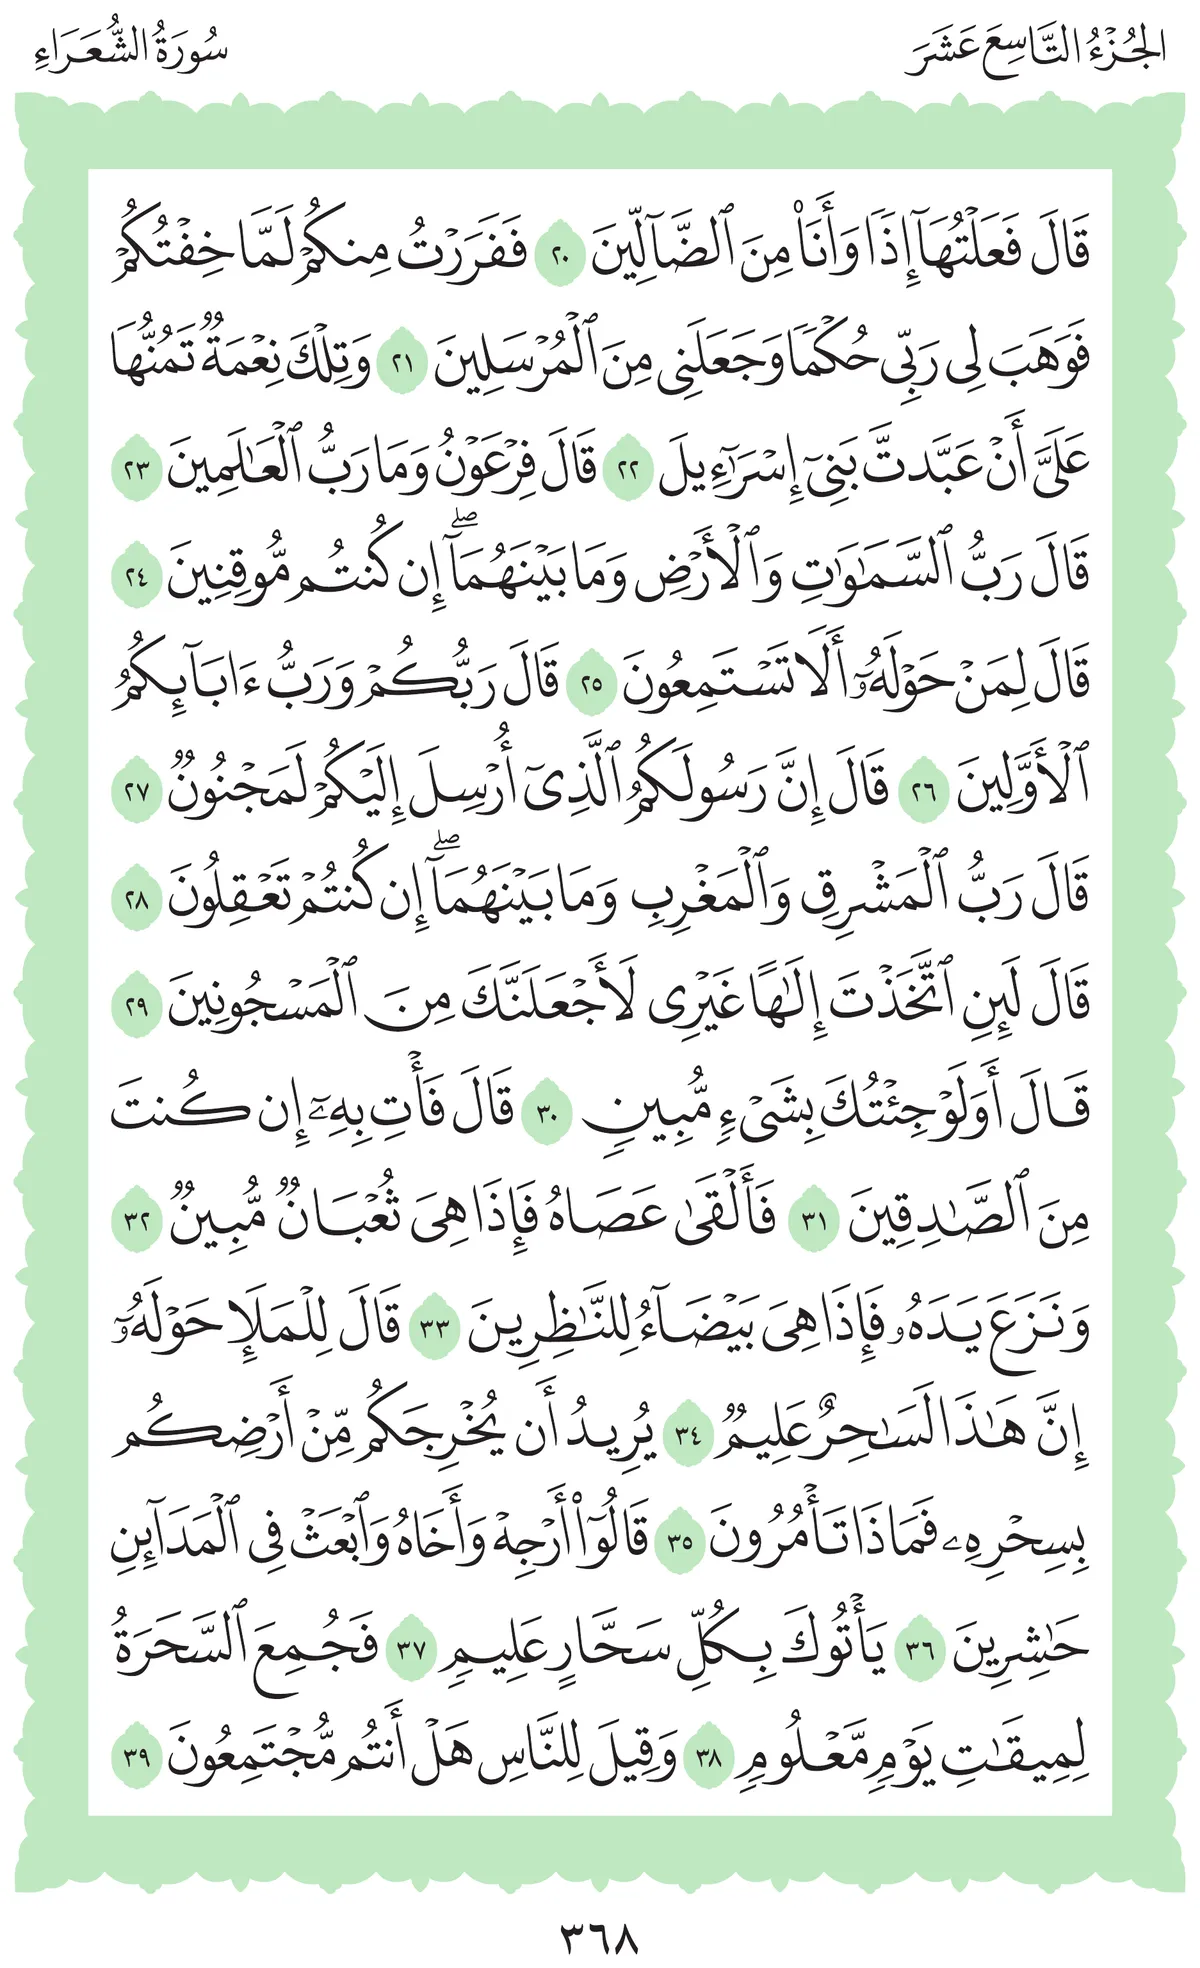 الجُزْءُ التَّاسِعَ عَشَرَ
سُورَةُ الشُّعَرَاءِ
قَالَ فَعَلْتُهَآ إِذًا وَأَنَا۠ مِنَ ٱلضَّآلِّينَ ٢٠ فَفَرَرْتُ مِنكُمْ لَمَّا خِفْتُكُمْ
فَوَهَبَ لِى رَبِّى حُكْمًا وَجَعَلَنِى مِنَ ٱلْمُرْسَلِينَ ٢١ وَتِلْكَ نِعْمَةٌ تَمُنُّهَا
عَلَىَّ أَنْ عَبَّدتَّ بَنِىٓ إِسْرَٰٓءِيلَ ٢٢ قَالَ فِرْعَوْنُ وَمَا رَبُّ ٱلْعَٰلَمِينَ ٢٣
قَالَ رَبُّ ٱلسَّمَٰوَٰتِ وَٱلْأَرْضِ وَمَا بَيْنَهُمَآ ۖ إِن كُنتُم مُّوقِنِينَ ٢٤
قَالَ لِمَنْ حَوْلَهُۥٓ أَلَا تَسْتَمِعُونَ ٢٥ قَالَ رَبُّكُمْ وَرَبُّ ءَابَآئِكُمُ
ٱلْأَوَّلِينَ ٢٦ قَالَ إِنَّ رَسُولَكُمُ ٱلَّذِىٓ أُرْسِلَ إِلَيْكُمْ لَمَجْنُونٌ ٢٧
قَالَ رَبُّ ٱلْمَشْرِقِ وَٱلْمَغْرِبِ وَمَا بَيْنَهُمَآ ۖ إِن كُنتُمْ تَعْقِلُونَ ٢٨
قَالَ لَئِنِ ٱتَّخَذْتَ إِلَٰهًا غَيْرِى لَأَجْعَلَنَّكَ مِنَ ٱلْمَسْجُونِينَ ٢٩
قَالَ أَوَلَوْ جِئْتُكَ بِشَىْءٍ مُّبِينٍ ٣٠ قَالَ فَأْتِ بِهِۦٓ إِن كُنتَ
مِنَ ٱلصَّٰدِقِينَ ٣١ فَأَلْقَىٰ عَصَاهُ فَإِذَا هِىَ ثُعْبَانٌ مُّبِينٌ ٣٢
وَنَزَعَ يَدَهُۥ فَإِذَا هِىَ بَيْضَآءُ لِلنَّٰظِرِينَ ٣٣ قَالَ لِلْمَلَإِ حَوْلَهُۥٓ
إِنَّ هَٰذَا لَسَٰحِرٌ عَلِيمٌ ٣٤ يُرِيدُ أَن يُخْرِجَكُم مِّنْ أَرْضِكُم
بِسِحْرِهِۦ فَمَاذَا تَأْمُرُونَ ٣٥ قَالُوٓا۟ أَرْجِهْ وَأَخَاهُ وَٱبْعَثْ فِى ٱلْمَدَآئِنِ
حَٰشِرِينَ ٣٦ يَأْتُوكَ بِكُلِّ سَحَّارٍ عَلِيمٍ ٣٧ فَجُمِعَ ٱلسَّحَرَةُ
لِمِيقَٰتِ يَوْمٍ مَّعْلُومٍ ٣٨ وَقِيلَ لِلنَّاسِ هَلْ أَنتُم مُّجْتَمِعُونَ ٣٩
٣٦٨